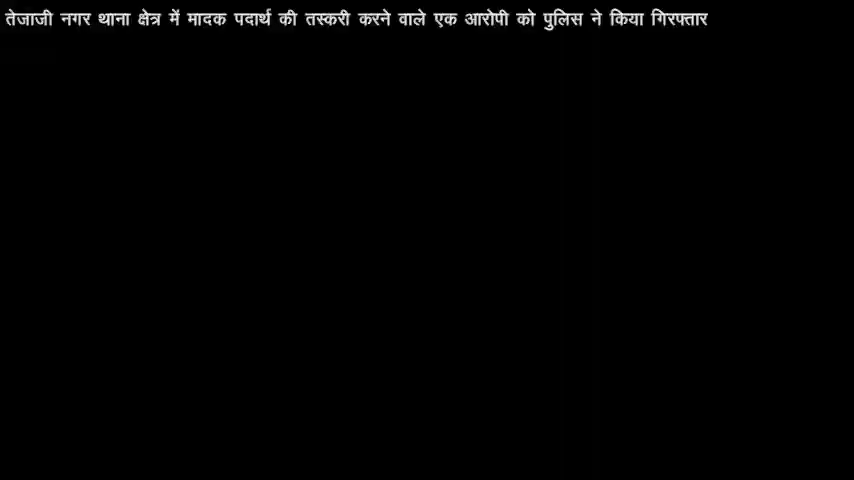 तेजाजी नगर थाना क्षेत्र में मादक पदार्थ की तस्करी करने वाले एक आरोपी को पुलिस ने किया गिरफ्तार